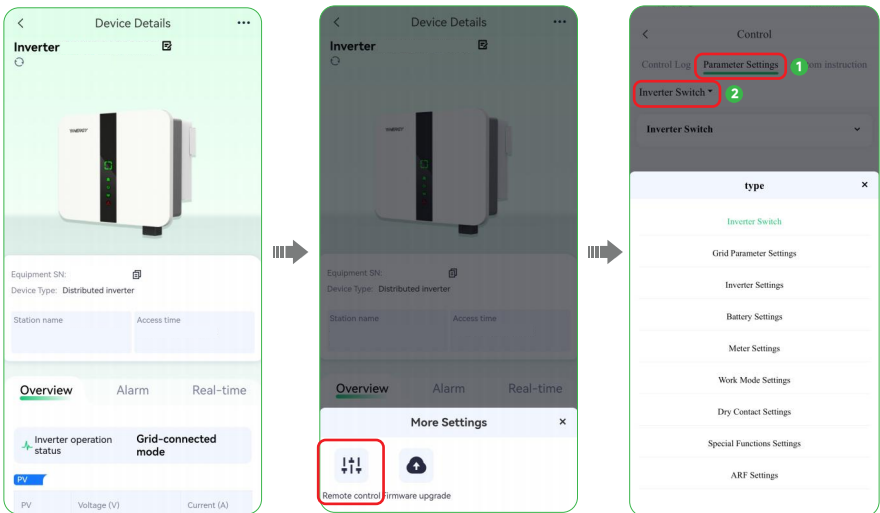 Device Details
Inverter
Equipment SN:
Device Type: Distributed inverter
Station name Access time
Overview Alarm Real-time
Inverter operation status Grid-connected mode
PV
PV Voltage (V) Current (A)
Device Details
Inverter
Equipment SN:
Device Type: Distributed inverter
Station name Access time
Overview Alarm Real-time
More Settings ×
Remote control Firmware upgrade
Control
Control Log Parameter Settings 1 om instruction
Inverter Switch 2
Inverter Switch
type ×
Inverter Switch
Grid Parameter Settings
Inverter Settings
Battery Settings
Meter Settings
Work Mode Settings
Dry Contact Settings
Special Functions Settings
ARF Settings